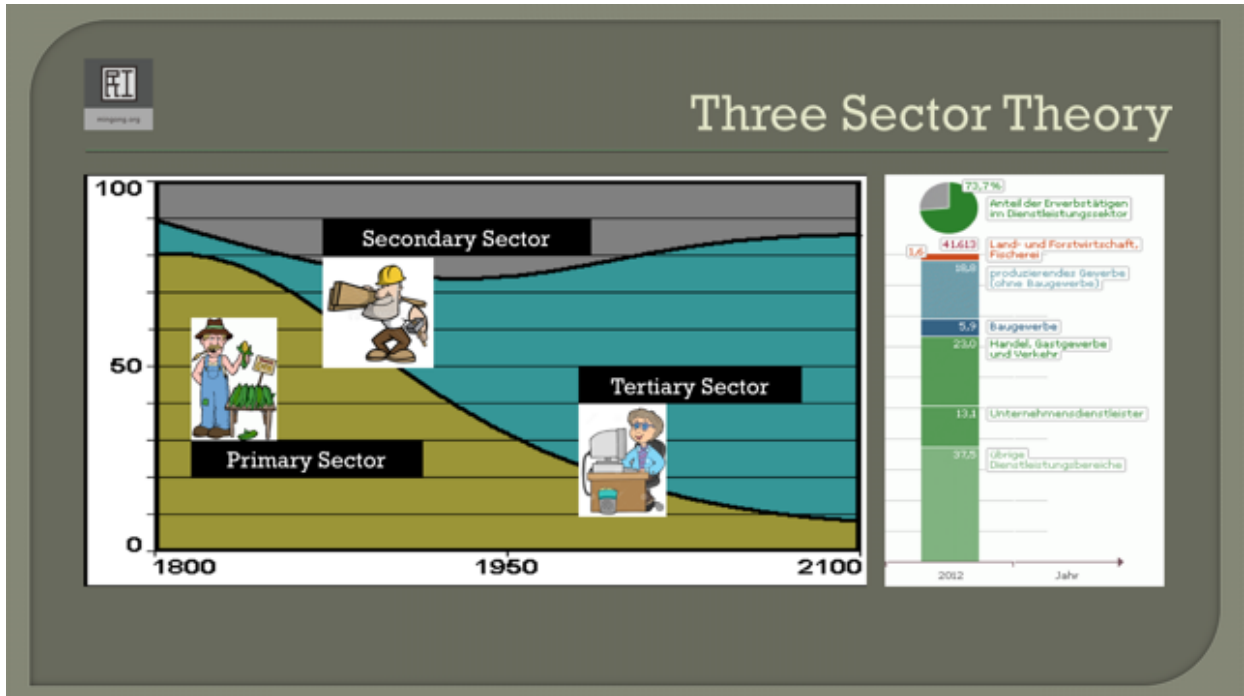 mingong.org
Three Sector Theory
100
50
0
1800
1950
2100
Secondary Sector
Primary Sector
Tertiary Sector
73,7%
Anteil der Erwerbstätigen
im Dienstleistungssektor
41.613
1,6
Land- und Forstwirtschaft,
Fischerei
18,8
produzierendes Gewerbe
(ohne Baugewerbe)
5,9
Baugewerbe
23,0
Handel, Gastgewerbe
und Verkehr
13,1
Unternehmensdienstleister
37,5
übrige
Dienstleistungsbereiche
2012
Jahr